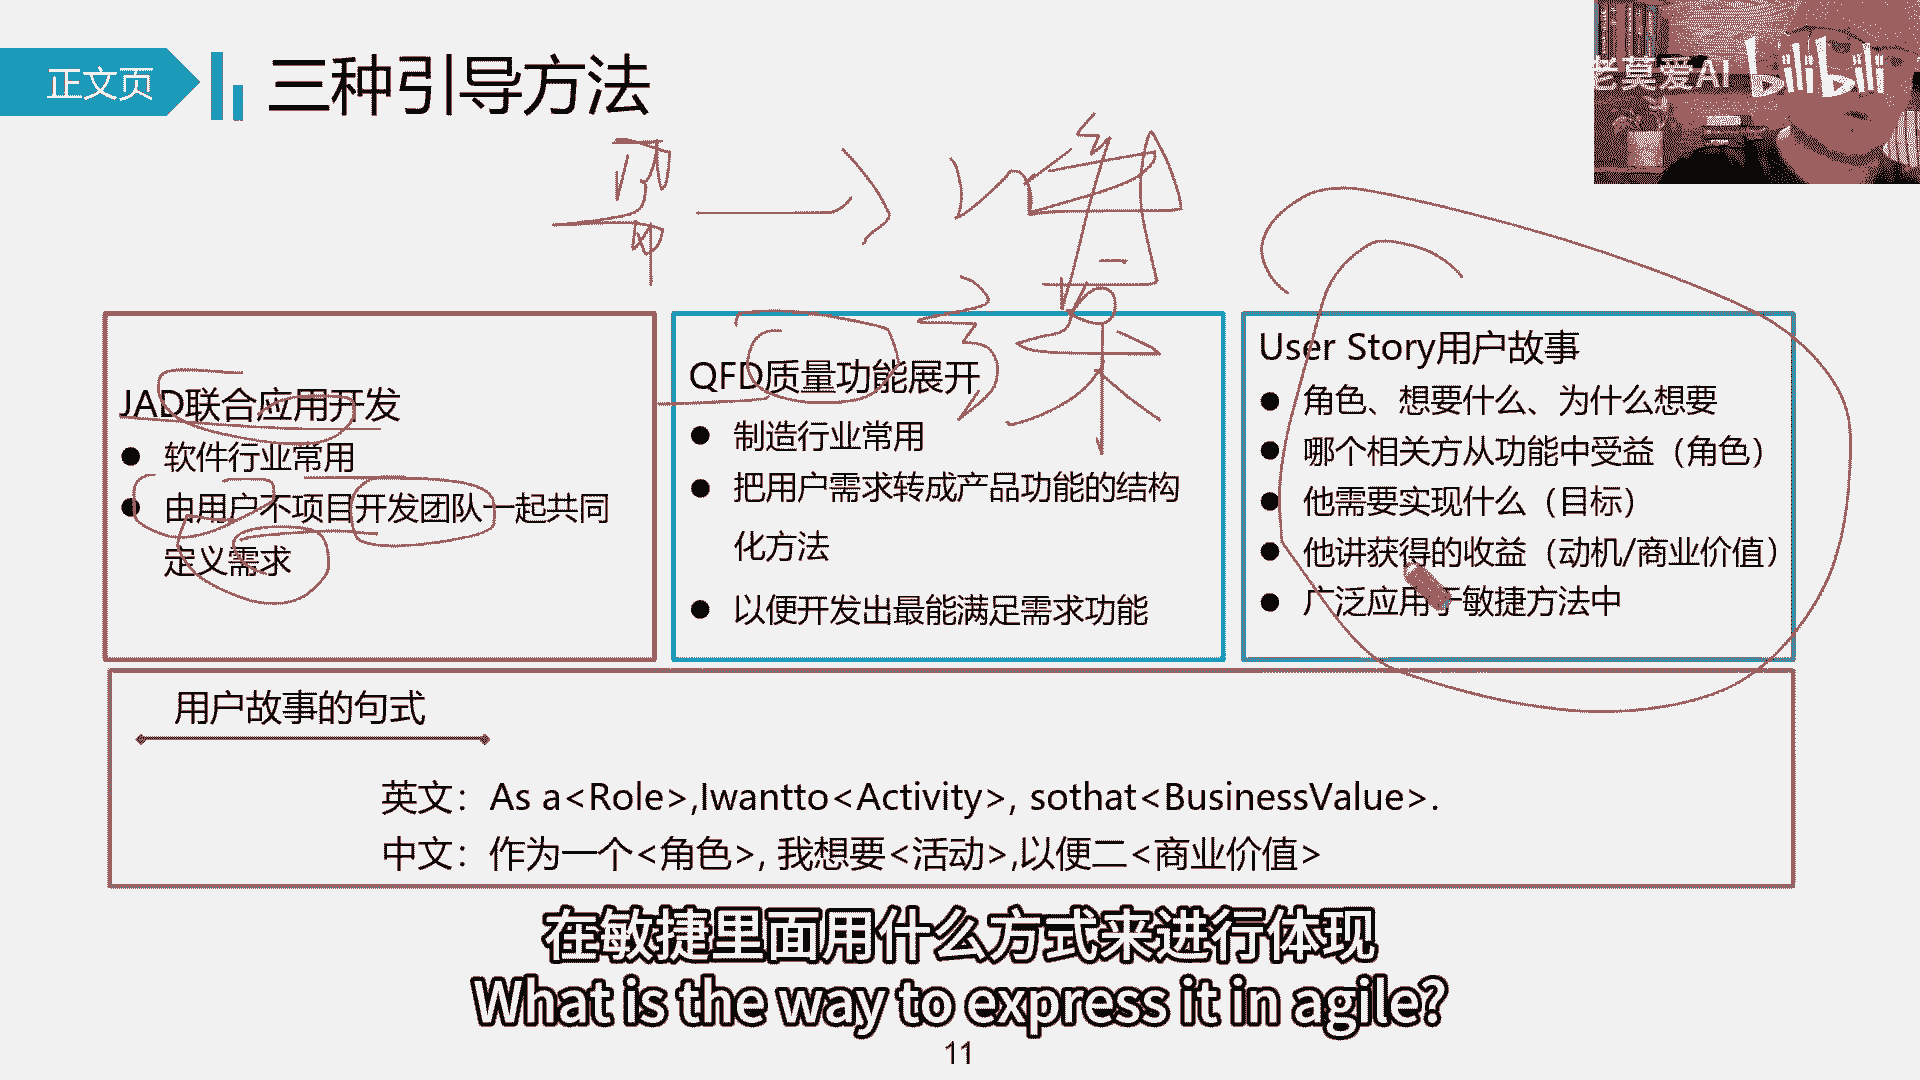 正文页
三种引导方法
老莫爱AI bilibili
JAD联合应用开发
● 软件行业常用
● 由用户不项目开发团队一起共同
定义需求
QFD质量功能展开
● 制造行业常用
● 把用户需求转成产品功能的结构
化方法
● 以便开发出最能满足需求功能
User Story用户故事
● 角色、想要什么、为什么想要
● 哪个相关方从功能中受益（角色）
● 他需要实现什么（目标）
● 他讲获得的收益（动机/商业价值）
● 广泛应用于敏捷方法中
用户故事的句式
英文：As a<Role>,Iwantto<Activity>, sothat<BusinessValue>.
中文：作为一个<角色>, 我想要<活动>,以便二<商业价值>
在敏捷里面用什么方式来进行体现
What is the way to express it in agile?
11